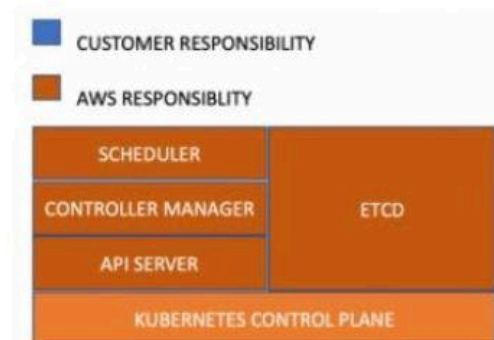 CUSTOMER RESPONSIBILITY
AWS RESPONSIBLITY
SCHEDULER
CONTROLLER MANAGER
ETCD
API SERVER
KUBERNETES CONTROL PLANE